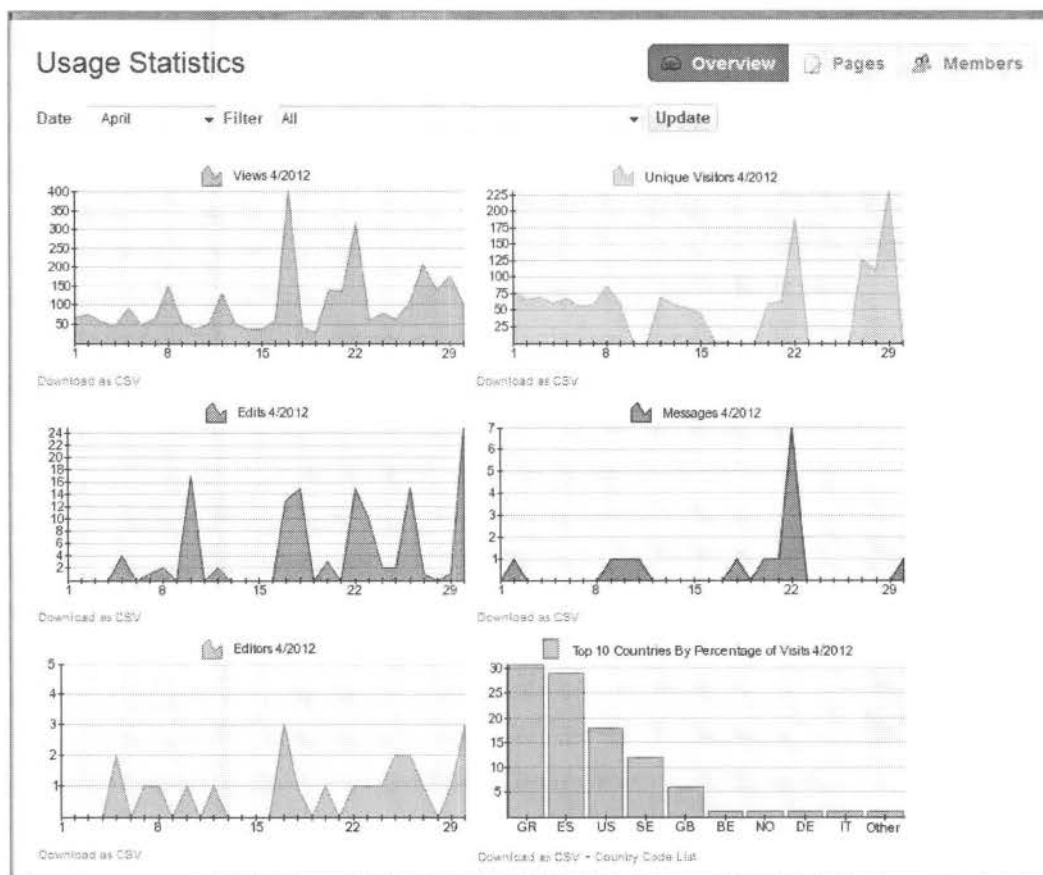 Usage Statistics
Overview Pages Members
Date April Filter All Update
Views 4/2012
400
350
300
250
200
150
100
50
1 8 15 22 29
Download as CSV
Unique Visitors 4/2012
225
200
175
150
125
100
75
50
25
1 8 15 22 29
Download as CSV
Edits 4/2012
24
22
20
18
16
14
12
10
8
6
4
2
1 8 15 22 29
Download as CSV
Messages 4/2012
7
6
5
4
3
2
1
1 8 15 22 29
Download as CSV
Editors 4/2012
5
4
3
2
1
1 8 15 22 29
Download as CSV
Top 10 Countries By Percentage of Visits 4/2012
30
25
20
15
10
5
GR ES US SE GB BE NO DE IT Other
Download as CSV • Country Code List